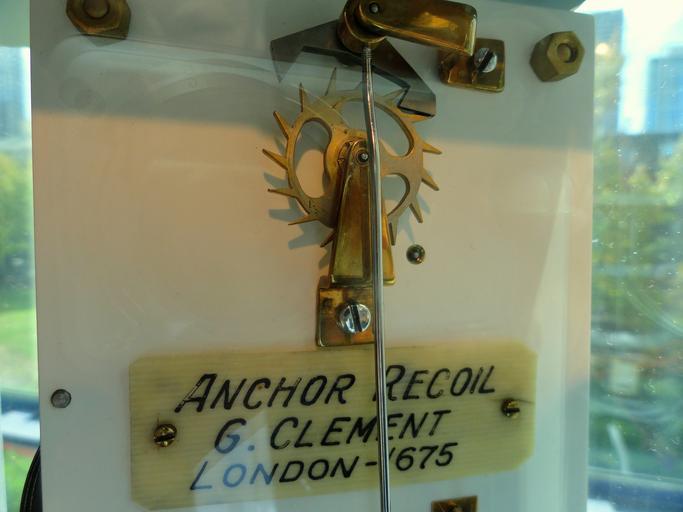 ANCHOR RECOIL
G. CLEMENT
LONDON-1675